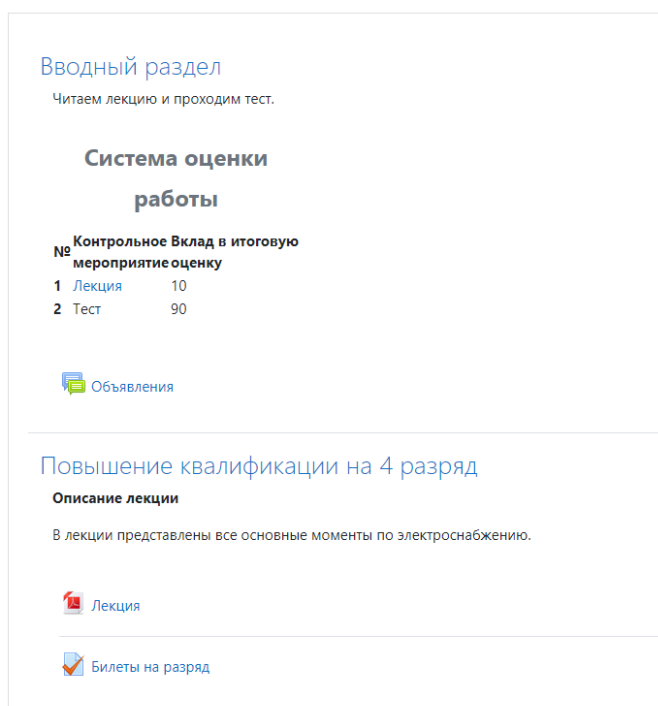 Вводный раздел
Читаем лекцию и проходим тест.
Система оценки
работы
№ Контрольное мероприятие Вклад в итоговую оценку
1 Лекция 10
2 Тест 90
Объявления
Повышение квалификации на 4 разряд
Описание лекции
В лекции представлены все основные моменты по электроснабжению.
Лекция
Билеты на разряд